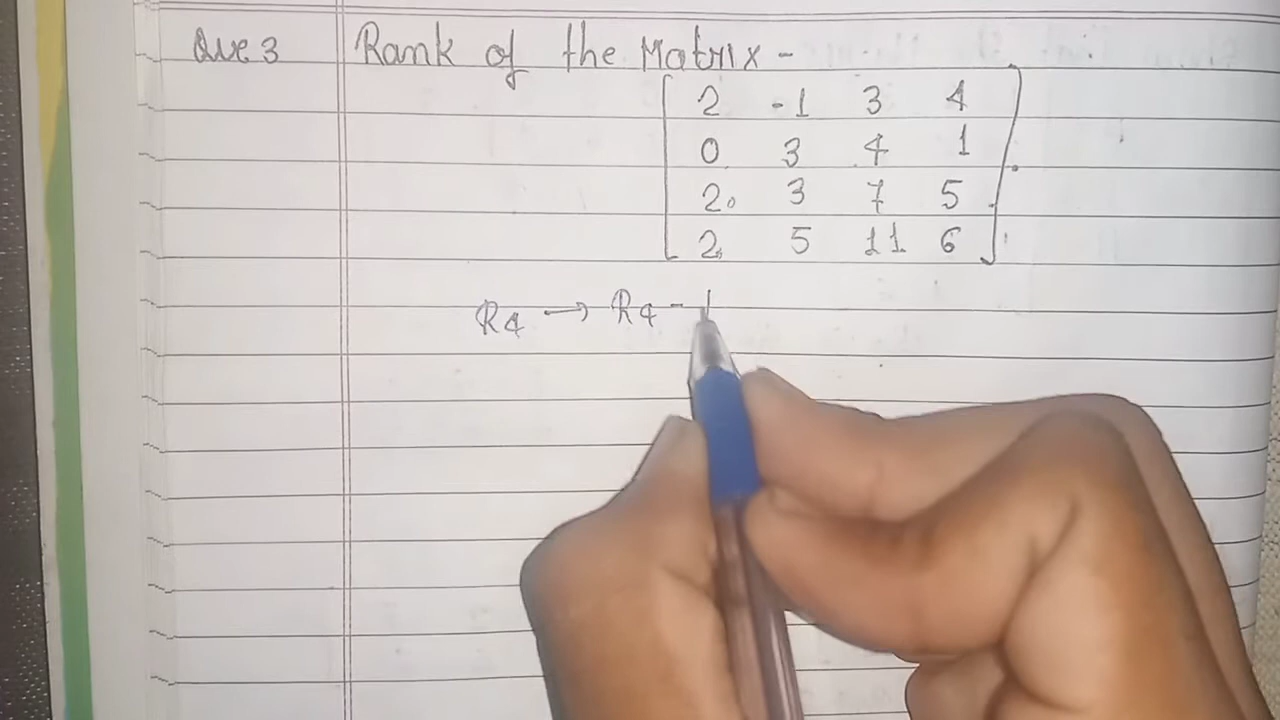 Que 3 Rank of the Matrix -
2 -1 3 4
0 3 4 1
2 3 7 5
2 5 11 6
R4 → R4 -